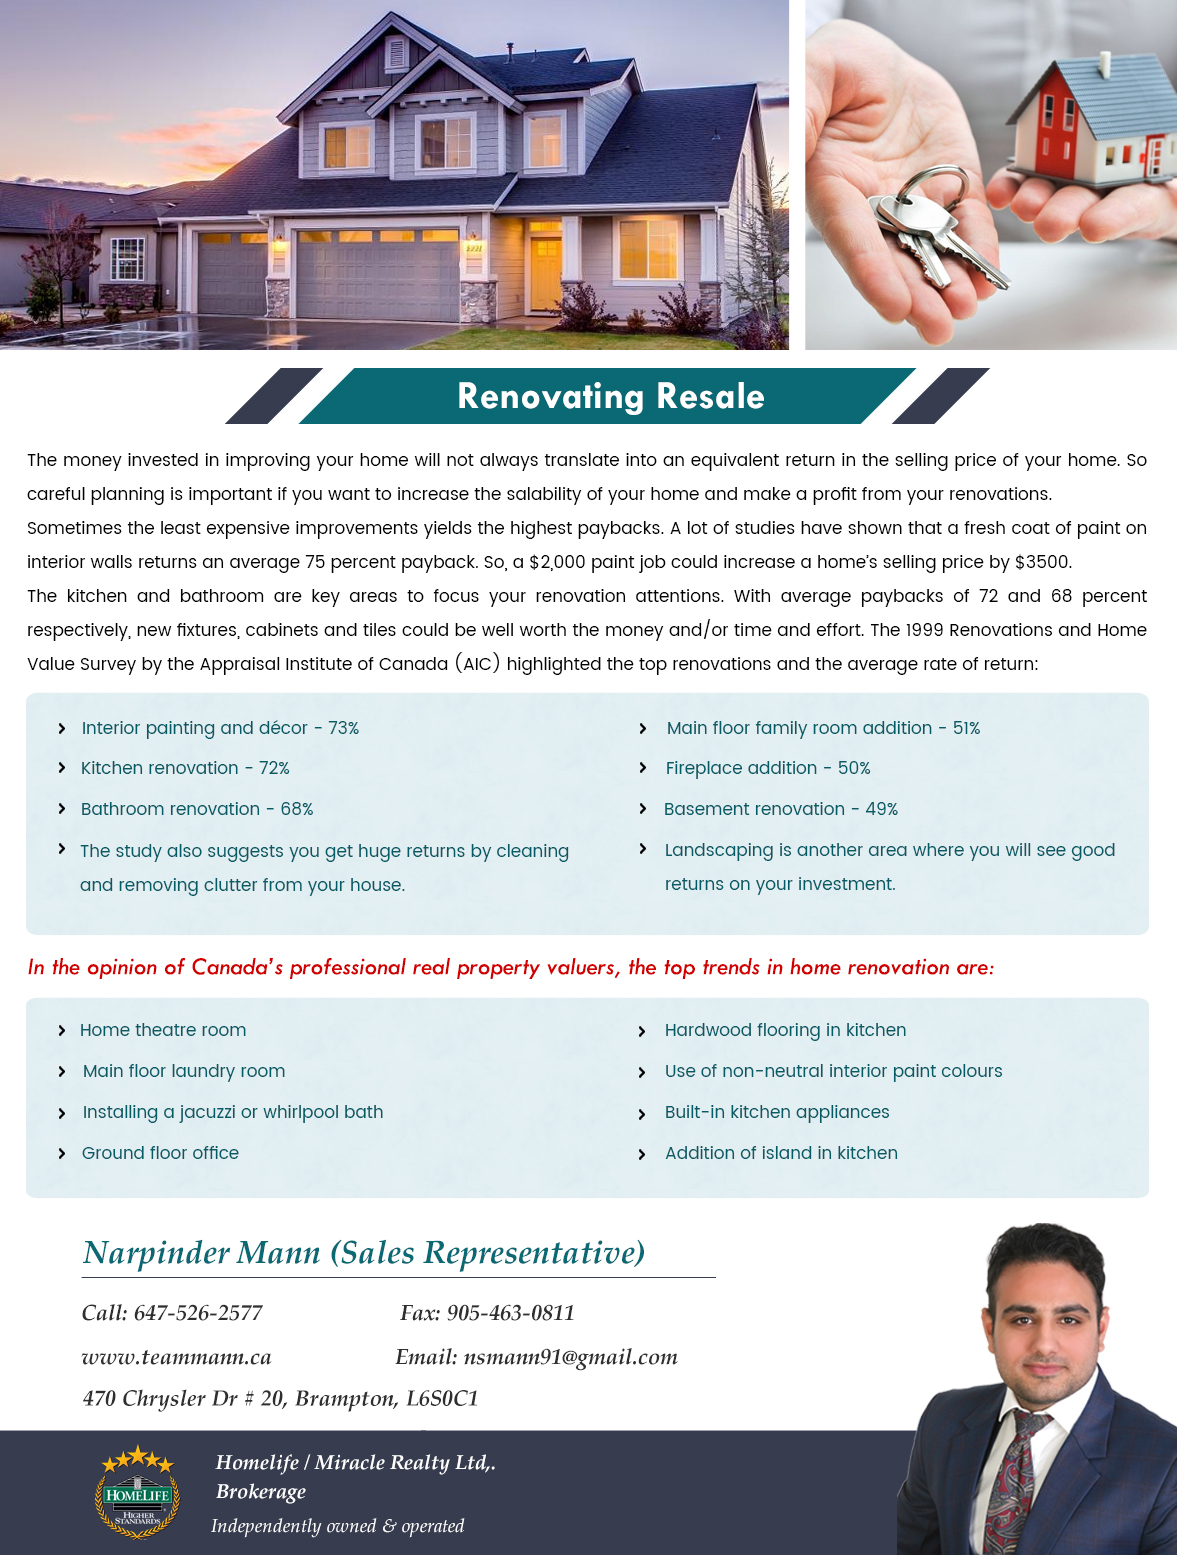 Renovating Resale
The money invested in improving your home will not always translate into an equivalent return in the selling price of your home. So
careful planning is important if you want to increase the salability of your home and make a profit from your renovations.
Sometimes the least expensive improvements yields the highest paybacks. A lot of studies have shown that a fresh coat of paint on
interior walls returns an average 75 percent payback. So, a $2,000 paint job could increase a home's selling price by $3500.
The kitchen and bathroom are key areas to focus your renovation attentions. With average paybacks of 72 and 68 percent
respectively, new fixtures, cabinets and tiles could be well worth the money and/or time and effort. The 1999 Renovations and Home
Value Survey by the Appraisal Institute of Canada (AIC) highlighted the top renovations and the average rate of return:
Interior painting and décor - 73%
Kitchen renovation - 72%
Bathroom renovation - 68%
The study also suggests you get huge returns by cleaning
and removing clutter from your house.
Main floor family room addition - 51%
Fireplace addition - 50%
Basement renovation - 49%
Landscaping is another area where you will see good
returns on your investment.
In the opinion of Canada's professional real property valuers, the top trends in home renovation are:
Home theatre room
Main floor laundry room
Installing a jacuzzi or whirlpool bath
Ground floor office
Hardwood flooring in kitchen
Use of non-neutral interior paint colours
Built-in kitchen appliances
Addition of island in kitchen
Narpinder Mann (Sales Representative)
Call: 647-526-2577
Fax: 905-463-0811
www.teammann.ca
Email: nsmann91@gmail.com
470 Chrysler Dr # 20, Brampton, L6S0C1
HOMELIFE
HIGHER
STANDARDS
Homelife / Miracle Realty Ltd,.
Brokerage
Independently owned & operated